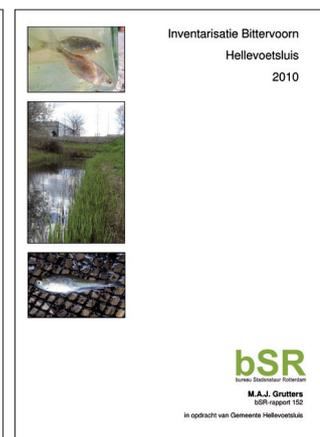 Inventarisatie Bittervoorn
Hellevoetsluis
2010
bSR
bureau Stadsnatuur Rotterdam
M.A.J. Grutters
bSR-rapport 152
in opdracht van Gemeente Hellevoetsluis